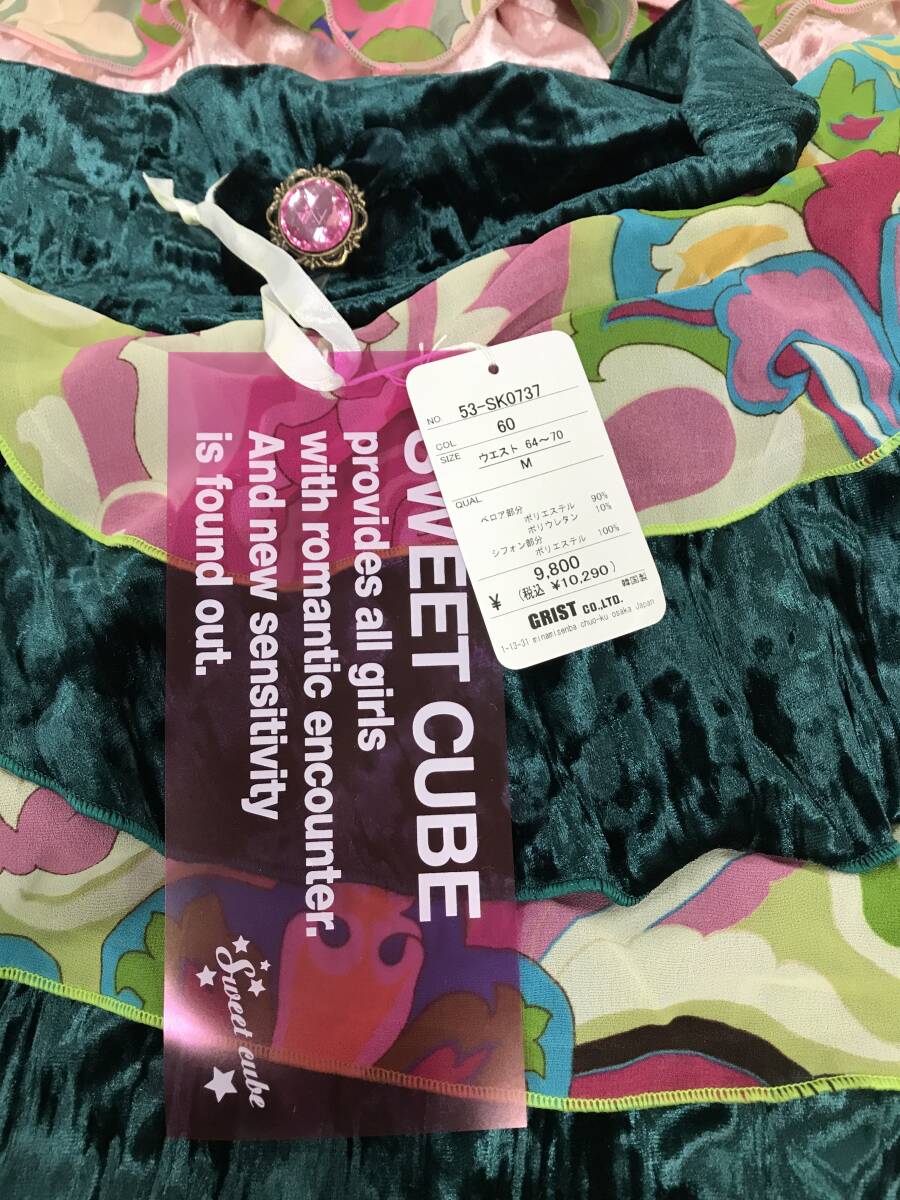 SWEET CUBE
provides all girls
with romantic encounter.
And new sensitivity
is found out.
Sweet cube
NO 53-SK0737
COL 60
SIZE ウエスト 64〜70
M
QUAL
ベロア部分
ポリエステル 90%
ポリウレタン 10%
シフォン部分
ポリエステル 100%
9,800
¥ (税込 ¥10,290)
韓国製
GRIST CO.,LTD.
1-13-31 minamisenba chuo-ku osaka Japan